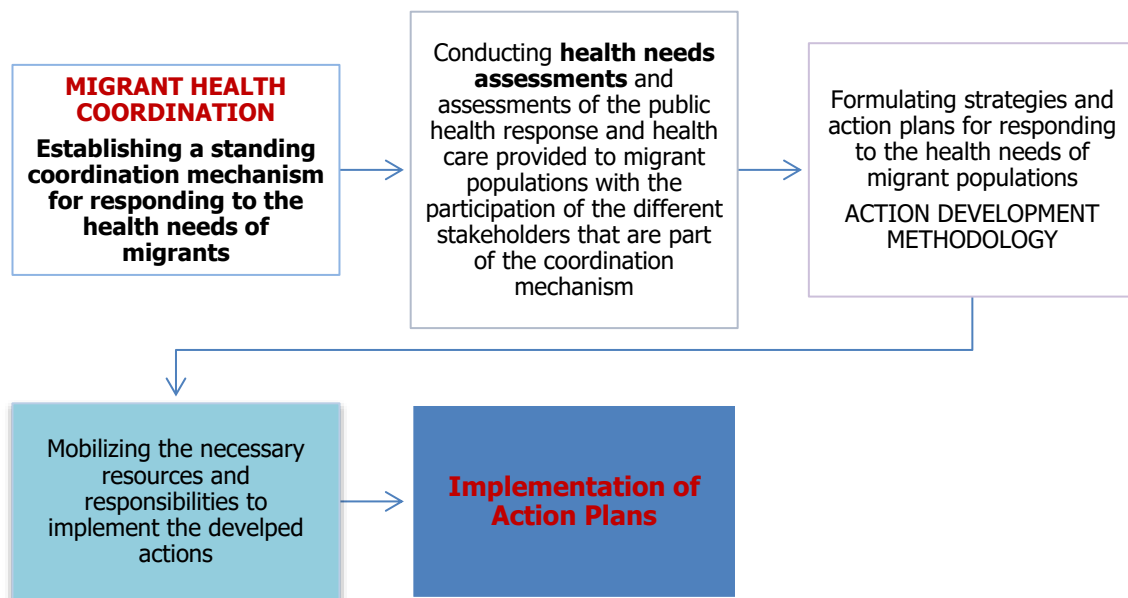 MIGRANT HEALTH
COORDINATION
Establishing a standing
coordination mechanism
for responding to the
health needs of
migrants
Conducting health needs
assessments and
assessments of the public
health response and health
care provided to migrant
populations with the
participation of the different
stakeholders that are part
of the coordination
mechanism
Formulating strategies and
action plans for responding
to the health needs of
migrant populations
ACTION DEVELOPMENT
METHODOLOGY
Mobilizing the necessary
resources and
responsibilities to
implement the develped
actions
Implementation of
Action Plans